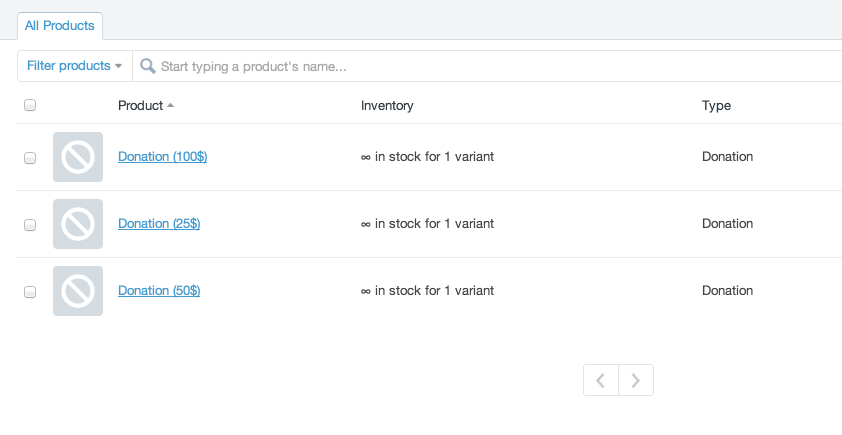 All Products
Filter products Start typing a product's name...
Product Inventory Type
Donation (100$) ∞ in stock for 1 variant Donation
Donation (25$) ∞ in stock for 1 variant Donation
Donation (50$) ∞ in stock for 1 variant Donation